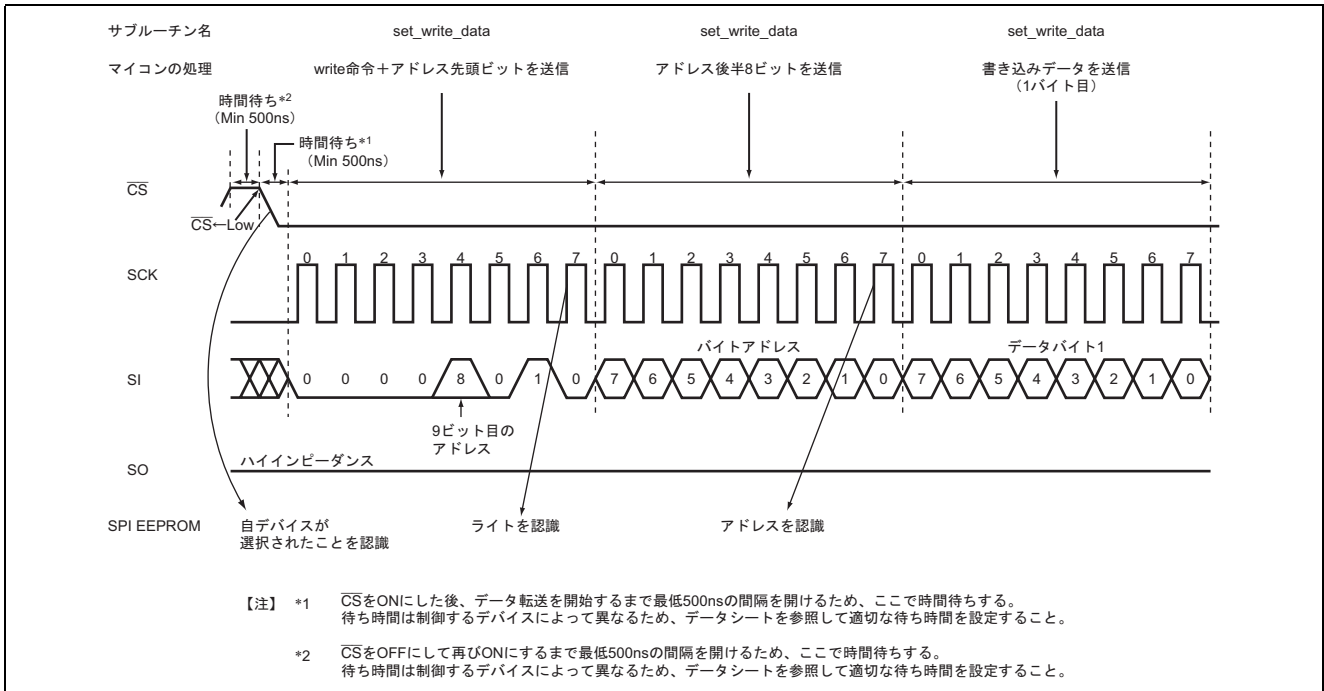 サブルーチン名 set_write_data set_write_data set_write_data
マイコンの処理 write命令＋アドレス先頭ビットを送信 アドレス後半8ビットを送信 書き込みデータを送信
（1バイト目）
時間待ち*2
（Min 500ns）
時間待ち*1
（Min 500ns）
CS
CS←Low
SCK 0 1 2 3 4 5 6 7 0 1 2 3 4 5 6 7 0 1 2 3 4 5 6 7
バイトアドレス データバイト1
SI 0 0 0 0 8 0 1 0 7 6 5 4 3 2 1 0 7 6 5 4 3 2 1 0
9ビット目の
アドレス
SO ハイインピーダンス
SPI EEPROM 自デバイスが
選択されたことを認識
ライトを認識 アドレスを認識
【注】 *1 CSをONにした後、データ転送を開始するまで最低500nsの間隔を開けるため、ここで時間待ちする。
待ち時間は制御するデバイスによって異なるため、データシートを参照して適切な待ち時間を設定すること。
*2 CSをOFFにして再びONにするまで最低500nsの間隔を開けるため、ここで時間待ちする。
待ち時間は制御するデバイスによって異なるため、データシートを参照して適切な待ち時間を設定すること。